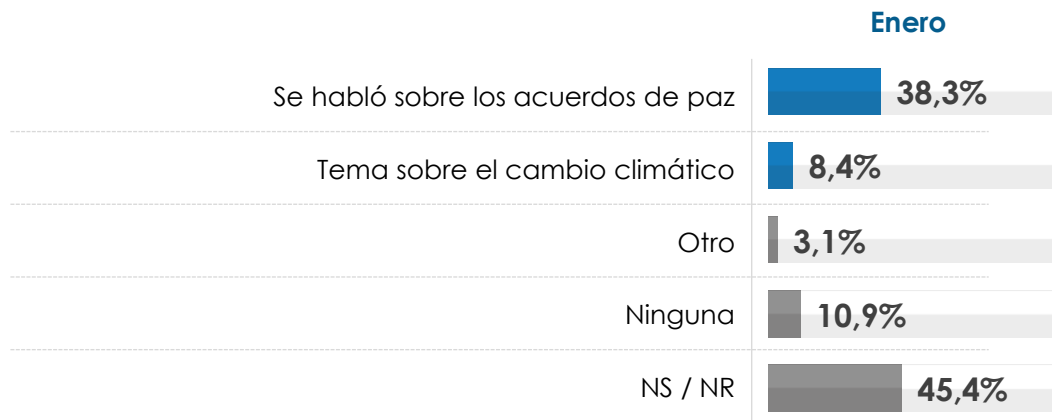 Enero
Se habló sobre los acuerdos de paz 38,3%
Tema sobre el cambio climático 8,4%
Otro 3,1%
Ninguna 10,9%
NS / NR 45,4%